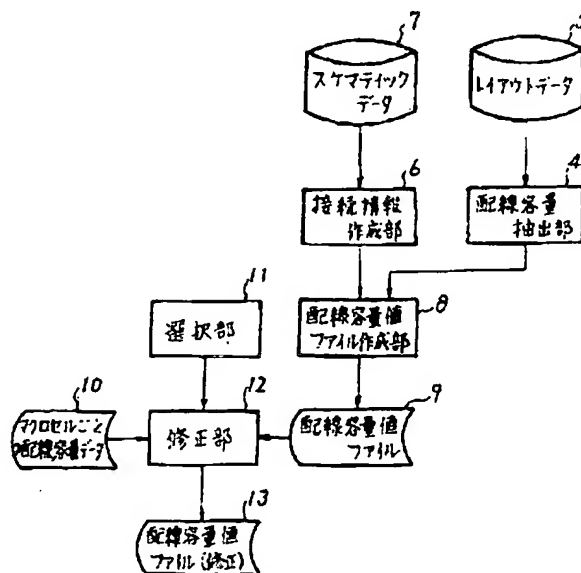 7
スケマティック
データ
レイアウトデータ
6
接続情報
作成部
4
配線容量
抽出部
11
選択部
8
配線容量値
ファイル作成部
10
マクロセルごと
の配線容量データ
12
修正部
9
配線容量値
ファイル
13
配線容量値
ファイル(修正)